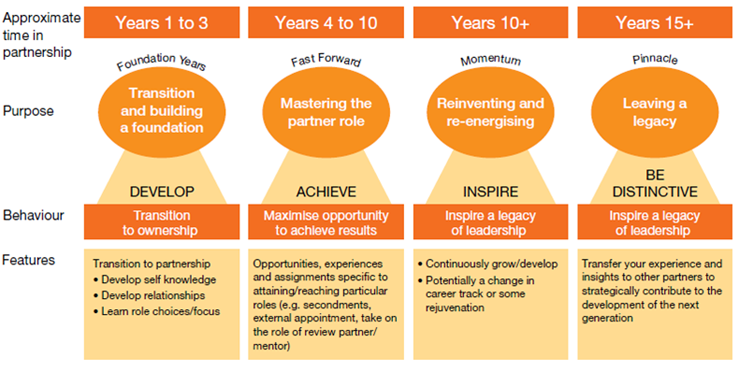 Approximate
time in
partnership
Years 1 to 3
Years 4 to 10
Years 10+
Years 15+
Foundation Years
Fast Forward
Momentum
Pinnacle
Purpose
Transition
and building
a foundation
Mastering the
partner role
Reinventing and
re-energising
Leaving a
legacy
DEVELOP
ACHIEVE
INSPIRE
BE
DISTINCTIVE
Behaviour
Transition
to ownership
Maximise opportunity
to achieve results
Inspire a legacy
of leadership
Inspire a legacy
of leadership
Features
Transition to partnership
• Develop self knowledge
• Develop relationships
• Learn role choices/focus
Opportunities, experiences
and assignments specific to
attaining/reaching particular
roles (e.g. secondments,
external appointment, take on
the role of review partner/
mentor)
• Continuously grow/develop
• Potentially a change in
career track or some
rejuvenation
Transfer your experience and
insights to other partners to
strategically contribute to the
development of the next
generation